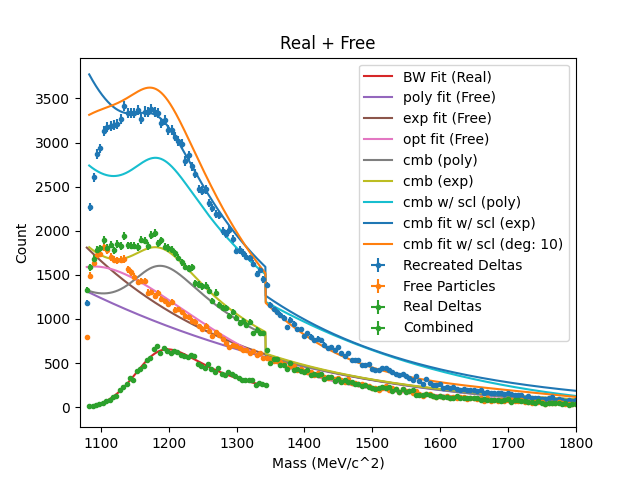 Real + Free
Count
3500
3000
2500
2000
1500
1000
500
0
BW Fit (Real)
poly fit (Free)
exp fit (Free)
opt fit (Free)
cmb (poly)
cmb (exp)
cmb w/ scl (poly)
cmb fit w/ scl (exp)
cmb fit w/ scl (deg: 10)
Recreated Deltas
Free Particles
Real Deltas
Combined
1100 1200 1300 1400 1500 1600 1700 1800
Mass (MeV/c^2)